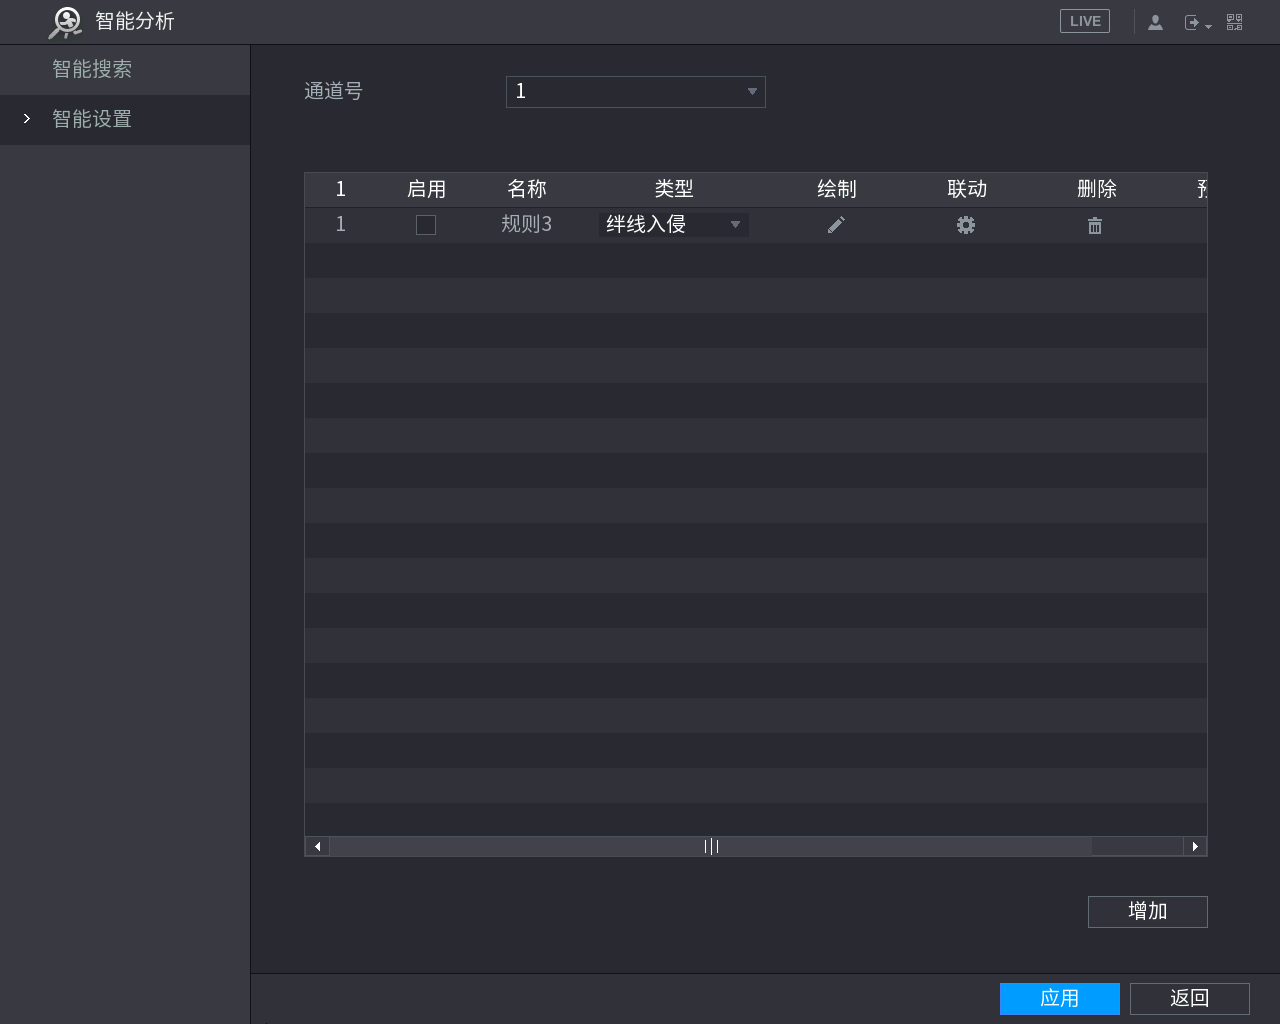 智能分析
LIVE
智能搜索
智能设置
通道号 1
1 启用 名称 类型 绘制 联动 删除
1 规则3 绊线入侵
增加
应用 返回